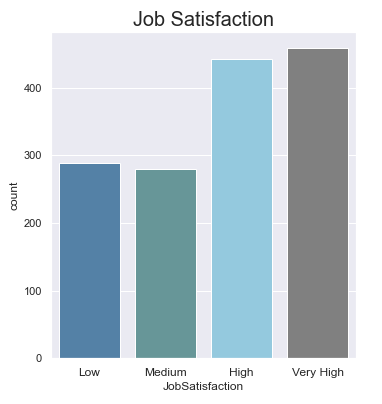 Job Satisfaction
400
300
200
100
0
count
Low Medium High Very High
JobSatisfaction